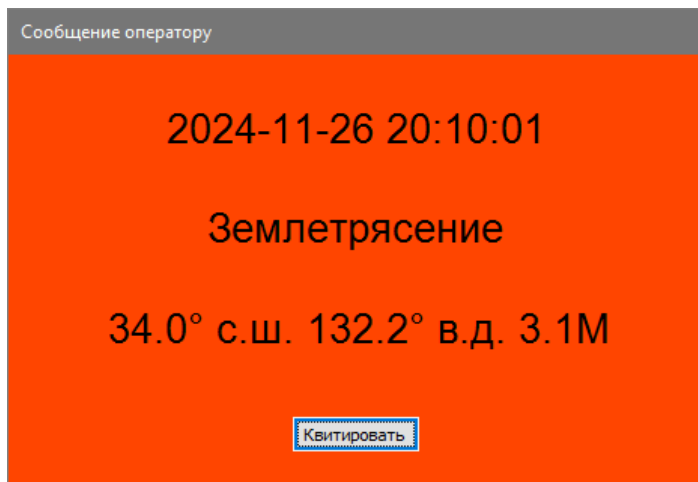 Сообщение оператору
2024-11-26 20:10:01
Землетрясение
34.0° с.ш. 132.2° в.д. 3.1М
Квитировать